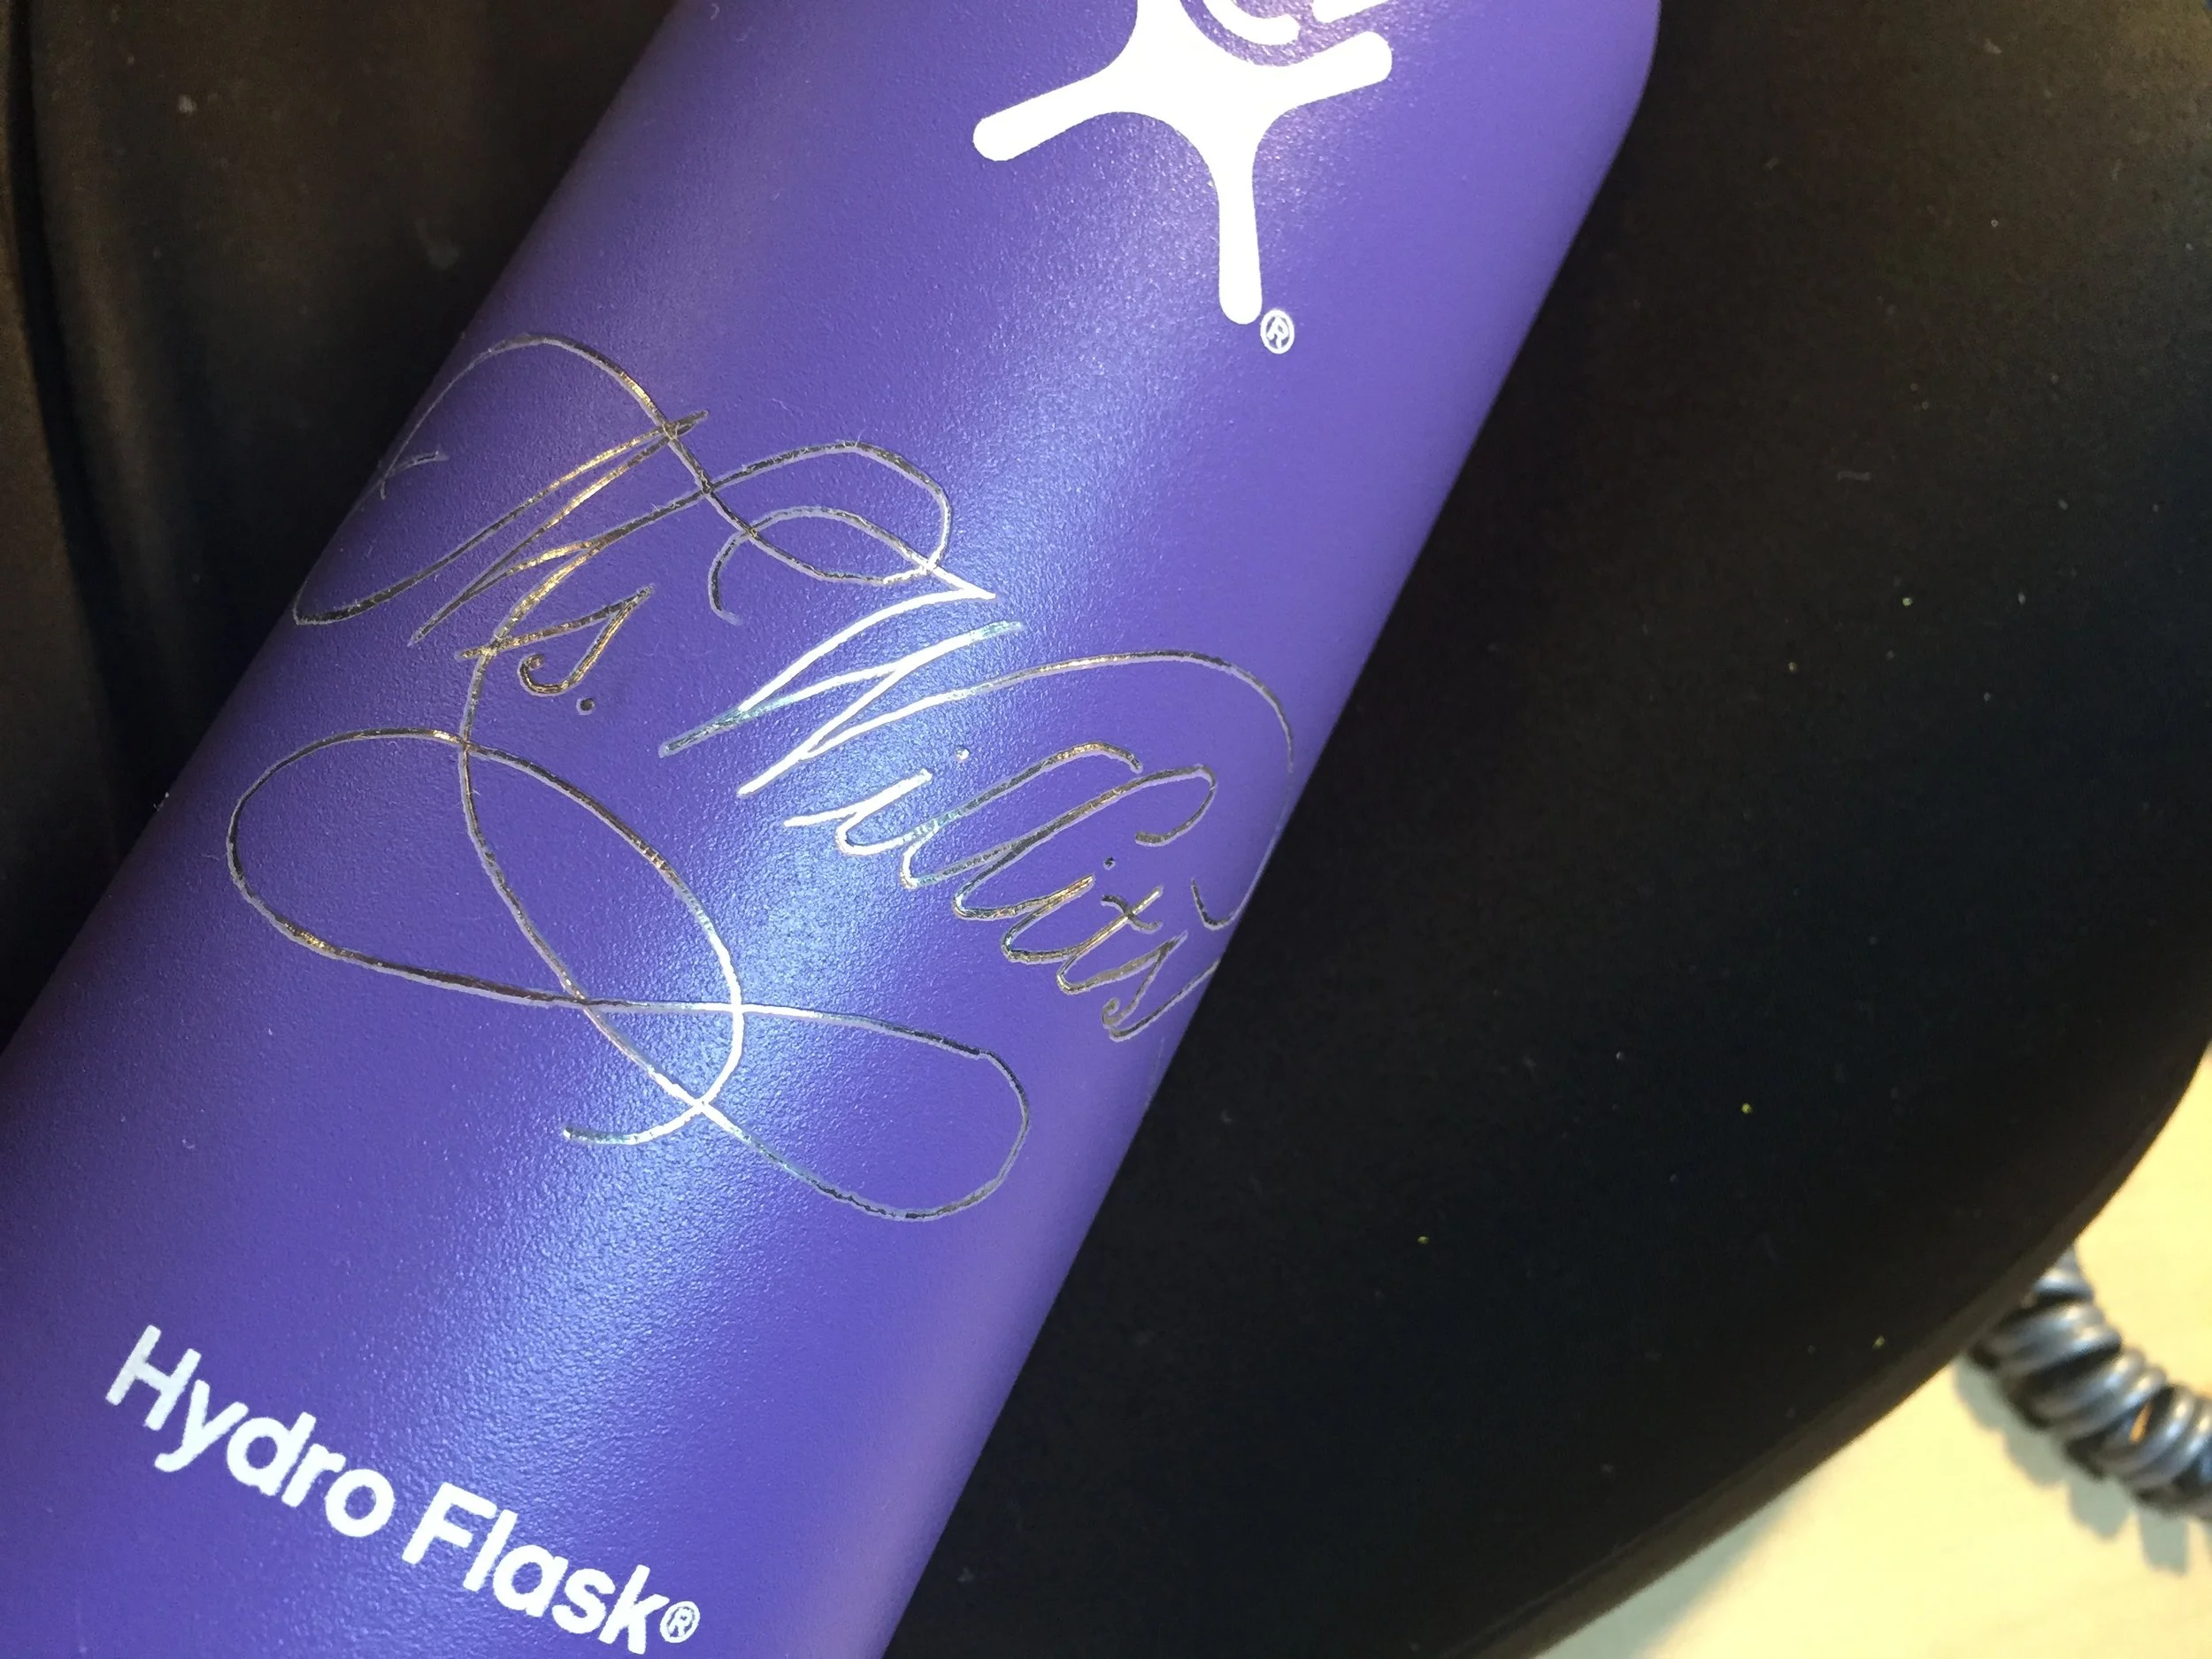 ®
Ms. Willits
Hydro Flask®